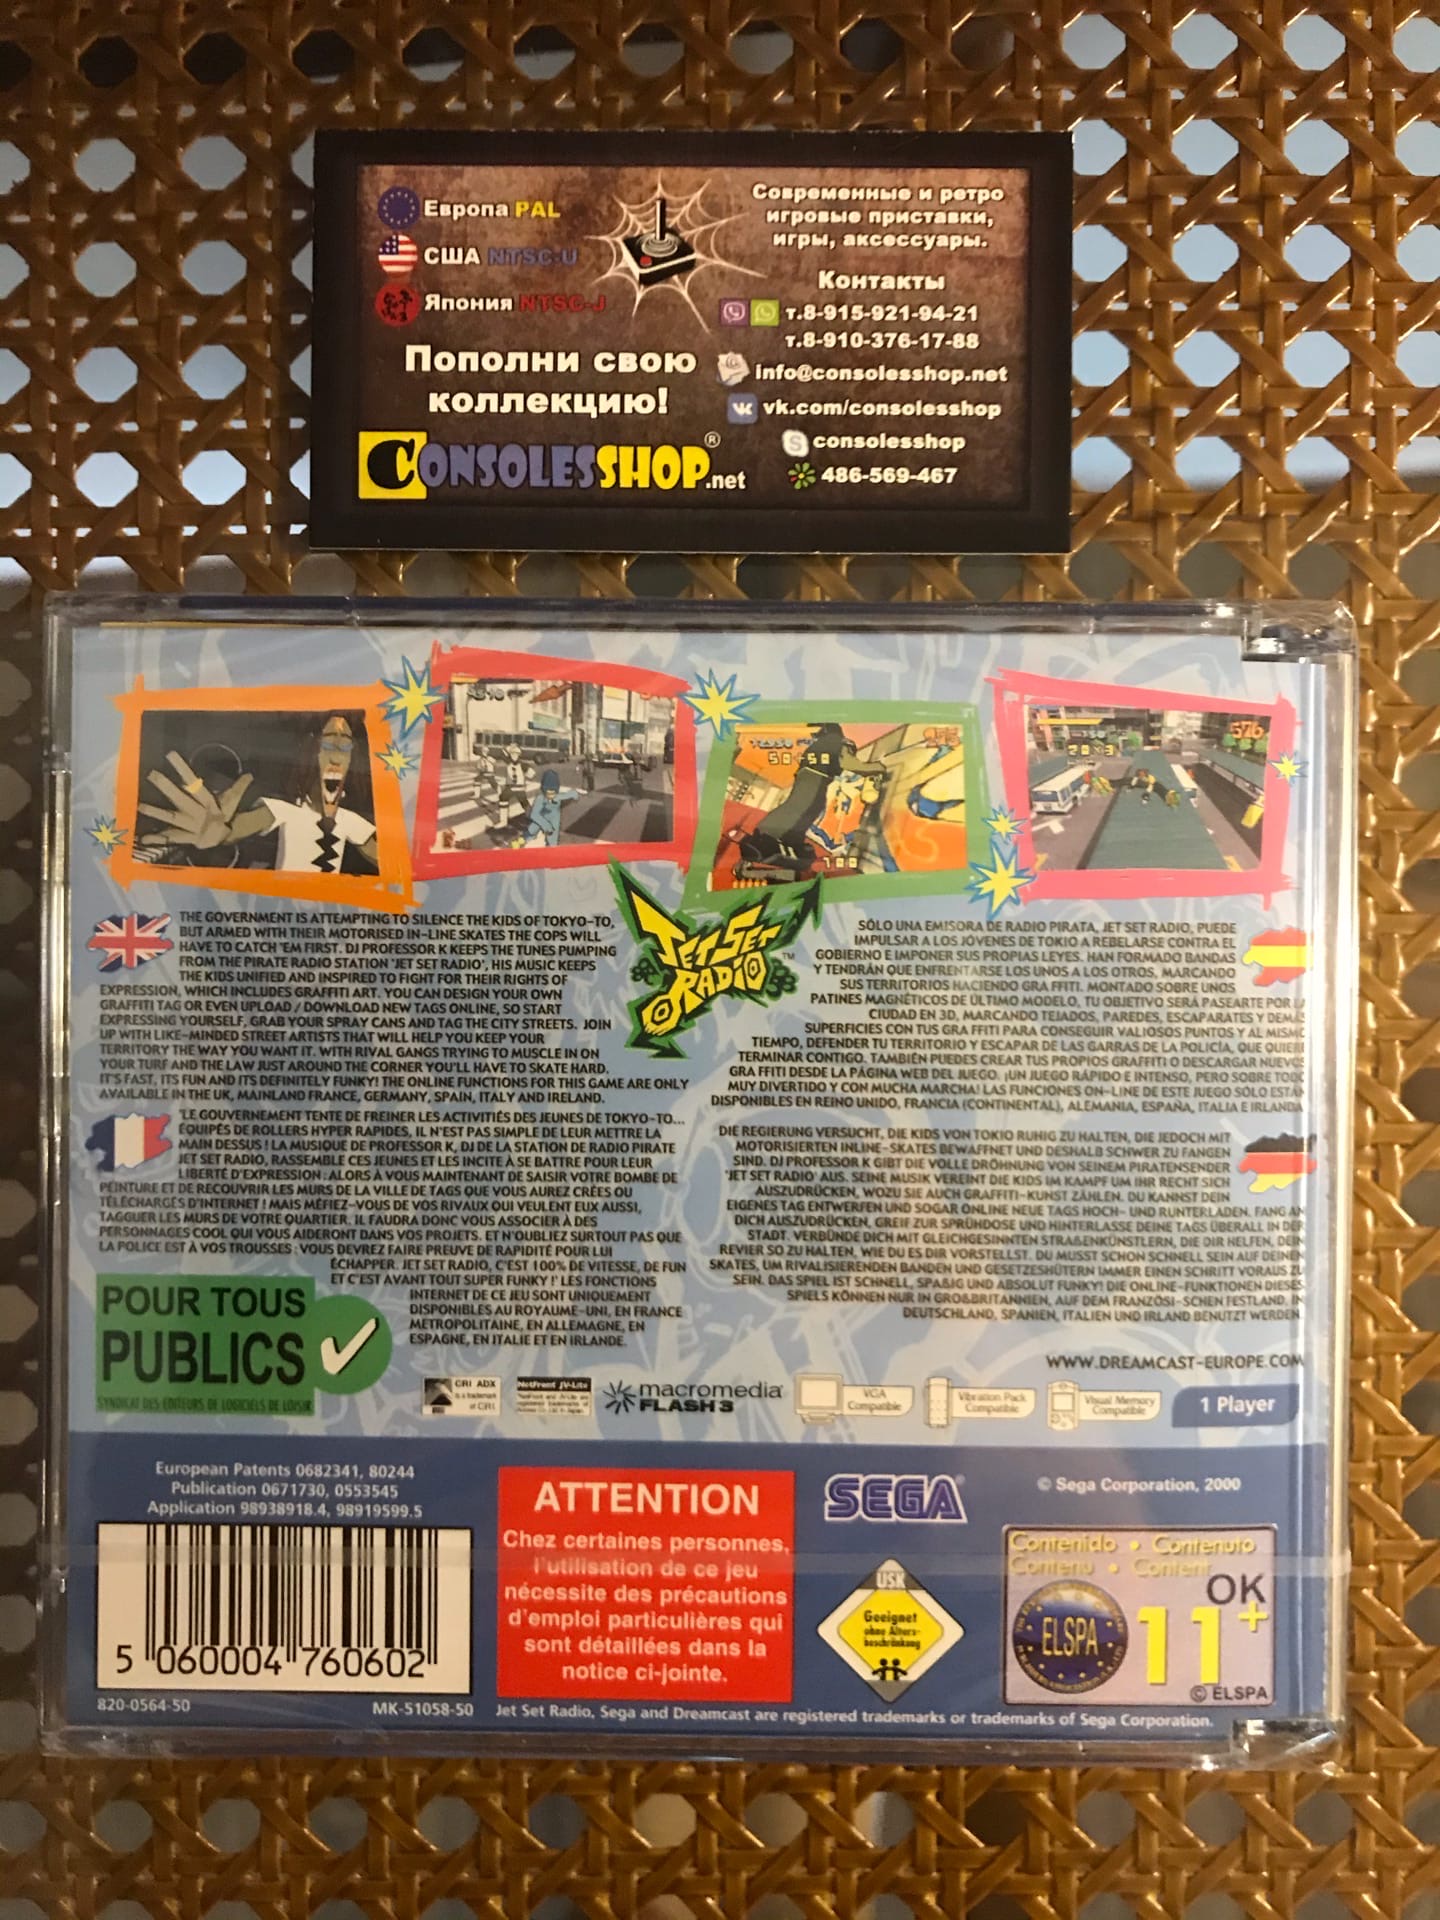 Европа PAL
США NTSC-U
Япония NTSC-J
Пополни свою
коллекцию!
CONSOLESSHOP.net
®
Современные и ретро
игровые приставки,
игры, аксессуары.
Контакты
т.8-915-921-94-21
т.8-910-376-17-88
info@consolesshop.net
vk.com/consolesshop
consolesshop
486-569-467
JET SET
RADIO
™
THE GOVERNMENT IS ATTEMPTING TO SILENCE THE KIDS OF TOKYO-TO,
BUT ARMED WITH THEIR MOTORISED IN-LINE SKATES THE COPS WILL
HAVE TO CATCH 'EM FIRST. DJ PROFESSOR K KEEPS THE TUNES PUMPING
FROM THE PIRATE RADIO STATION 'JET SET RADIO', HIS MUSIC KEEPS
THE KIDS UNIFIED AND INSPIRED TO FIGHT FOR THEIR RIGHTS OF
EXPRESSION, WHICH INCLUDES GRAFFITI ART. YOU CAN DESIGN YOUR OWN
GRAFFITI TAG OR EVEN UPLOAD / DOWNLOAD NEW TAGS ONLINE, SO START
EXPRESSING YOURSELF, GRAB YOUR SPRAY CANS AND TAG THE CITY STREETS. JOIN
UP WITH LIKE-MINDED STREET ARTISTS THAT WILL HELP YOU KEEP YOUR
TERRITORY THE WAY YOU WANT IT. WITH RIVAL GANGS TRYING TO MUSCLE IN ON
YOUR TURF AND THE LAW JUST AROUND THE CORNER YOU'LL HAVE TO SKATE HARD.
IT'S FAST, ITS FUN AND ITS DEFINITELY FUNKY! THE ONLINE FUNCTIONS FOR THIS GAME ARE ONLY
AVAILABLE IN THE UK, MAINLAND FRANCE, GERMANY, SPAIN, ITALY AND IRELAND.
'LE GOUVERNEMENT TENTE DE FREINER LES ACTIVITÉS DES JEUNES DE TOKYO-TO...
ÉQUIPÉS DE ROLLERS HYPER RAPIDES, IL N'EST PAS SIMPLE DE LEUR METTRE LA
MAIN DESSUS ! LA MUSIQUE DE PROFESSOR K, DJ DE LA STATION DE RADIO PIRATE
JET SET RADIO, RASSEMBLE CES JEUNES ET LES INCITE À SE BATTRE POUR LEUR
LIBERTÉ D'EXPRESSION : ALORS À VOUS MAINTENANT DE SAISIR VOTRE BOMBE DE
PEINTURE ET DE RECOUVRIR LES MURS DE LA VILLE DE TAGS QUE VOUS AUREZ CRÉES OU
TÉLÉCHARGÉS D'INTERNET ! MAIS MÉFIEZ-VOUS DE VOS RIVAUX QUI VEULENT EUX AUSSI,
TAGGUER LES MURS DE VOTRE QUARTIER. IL FAUDRA DONC VOUS ASSOCIER À DES
PERSONNAGES COOL QUI VOUS AIDERONT DANS VOS PROJETS. ET N'OUBLIEZ SURTOUT PAS QUE
LA POLICE EST À VOS TROUSSES : VOUS DEVREZ FAIRE PREUVE DE RAPIDITÉ POUR LUI
ÉCHAPPER. JET SET RADIO, C'EST 100% DE VITESSE, DE FUN
ET C'EST AVANT TOUT SUPER FUNKY !' LES FONCTIONS
INTERNET DE CE JEU SONT UNIQUEMENT
DISPONIBLES AU ROYAUME-UNI, EN FRANCE
METROPOLITAINE, EN ALLEMAGNE, EN
ESPAGNE, EN ITALIE ET EN IRLANDE.
SÓLO UNA EMISORA DE RADIO PIRATA, JET SET RADIO, PUEDE
IMPULSAR A LOS JÓVENES DE TOKIO A REBELARSE CONTRA EL
GOBIERNO E IMPONER SUS PROPIAS LEYES. HAN FORMADO BANDAS
Y TENDRÁN QUE ENFRENTARSE LOS UNOS A LOS OTROS, MARCANDO
SUS TERRITORIOS HACIENDO GRA FFITI. MONTADO SOBRE UNOS
PATINES MAGNÉTICOS DE ÚLTIMO MODELO, TU OBJETIVO SERÁ PASEARTE POR LA
CIUDAD EN 3D, MARCANDO TEJADOS, PAREDES, ESCAPARATES Y DEMÁS
SUPERFICIES CON TUS GRA FFITI PARA CONSEGUIR VALIOSOS PUNTOS Y AL MISMO
TIEMPO, DEFENDER TU TERRITORIO Y ESCAPAR DE LAS GARRAS DE LA POLICÍA, QUE QUIERE
TERMINAR CONTIGO. TAMBIÉN PUEDES CREAR TUS PROPIOS GRAFFITI O DESCARGAR NUEVOS
GRA FFITI DESDE LA PÁGINA WEB DEL JUEGO. ¡UN JUEGO RÁPIDO E INTENSO, PERO SOBRE TODO
MUY DIVERTIDO Y CON MUCHA MARCHA! LAS FUNCIONES ON-LINE DE ESTE JUEGO SÓLO ESTÁN
DISPONIBLES EN REINO UNIDO, FRANCIA (CONTINENTAL), ALEMANIA, ESPAÑA, ITALIA E IRLANDA
DIE REGIERUNG VERSUCHT, DIE KIDS VON TOKIO RUHIG ZU HALTEN, DIE JEDOCH MIT
MOTORISIERTEN INLINE-SKATES BEWAFFNET UND DESHALB SCHWER ZU FANGEN
SIND. DJ PROFESSOR K GIBT DIE VOLLE DRÖHNUNG VON SEINEM PIRATENSENDER
'JET SET RADIO' AUS. SEINE MUSIK VEREINT DIE KIDS IM KAMPF UM IHR RECHT SICH
AUSZUDRÜCKEN, WOZU SIE AUCH GRAFFITI-KUNST ZÄHLEN. DU KANNST DEIN
EIGENES TAG ENTWERFEN UND SOGAR ONLINE NEUE TAGS HOCH- UND RUNTERLADEN. FANG AN
DICH AUSZUDRÜCKEN, GREIF ZUR SPRÜHDOSE UND HINTERLASSE DEINE TAGS ÜBERALL IN DER
STADT. VERBÜNDE DICH MIT GLEICHGESINNTEN STRAßENKÜNSTLERN, DIE DIR HELFEN, DEIN
REVIER SO ZU HALTEN, WIE DU ES DIR VORSTELLST. DU MUSST SCHON SCHNELL SEIN AUF DEINEN
SKATES, UM RIVALISIERENDEN BANDEN UND GESETZESHÜTERN IMMER EINEN SCHRITT VORAUS ZU
SEIN. DAS SPIEL IST SCHNELL, SPAßIG UND ABSOLUT FUNKY! DIE ONLINE-FUNKTIONEN DIESES
SPIELS KÖNNEN NUR IN GROßBRITANNIEN, AUF DEM FRANZÖSI-SCHEN FESTLAND, IN
DEUTSCHLAND, SPANIEN, ITALIEN UND IRLAND BENUTZT WERDEN.
WWW.DREAMCAST-EUROPE.COM
POUR TOUS
PUBLICS
SYNDICAT DES EDITEURS DE LOGICIELS DE LOISIR
CRI ADX
is a trademark
of CRI.
NetFront JV-Lite
macromedia
FLASH 3
VGA
Compatible
Vibration Pack
Compatible
Visual Memory
Compatible
1 Player
European Patents 0682341, 80244
Publication 0671730, 0553545
Application 98938918.4, 98919599.5
5 060004 760602
820-0564-50
MK-51058-50
ATTENTION
Chez certaines personnes,
l'utilisation de ce jeu
nécessite des précautions
d'emploi particulières qui
sont détaillées dans la
notice ci-jointe.
SEGA
© Sega Corporation, 2000
USK
Geeignet
ohne Alters-
beschränkung
Contenido • Contenuto
Contenu • Content
OK
11+
ELSPA
© ELSPA
Jet Set Radio, Sega and Dreamcast are registered trademarks or trademarks of Sega Corporation.